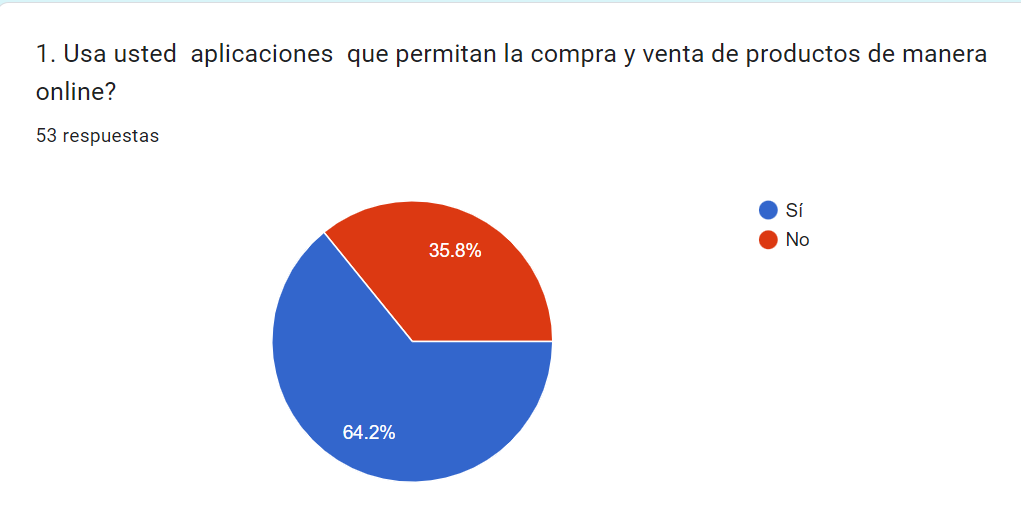 1. Usa usted  aplicaciones  que permitan la compra y venta de productos de manera
online?
53 respuestas
Sí
No
35.8%
64.2%